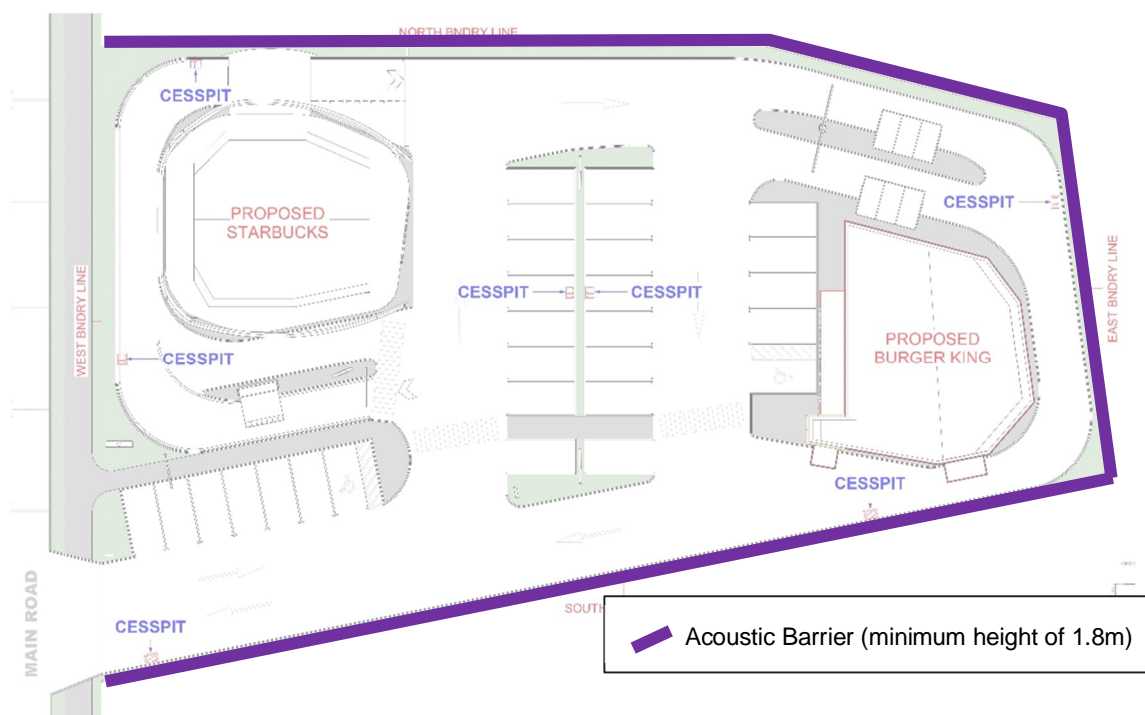 NORTH BNDRY LINE
CESSPIT
PROPOSED
STARBUCKS
CESSPIT
WEST BNDRY LINE
CESSPIT
CESSPIT
EAST BNDRY LINE
PROPOSED
BURGER KING
CESSPIT
CESSPIT
MAIN ROAD
CESSPIT
SOUTH
Acoustic Barrier (minimum height of 1.8m)